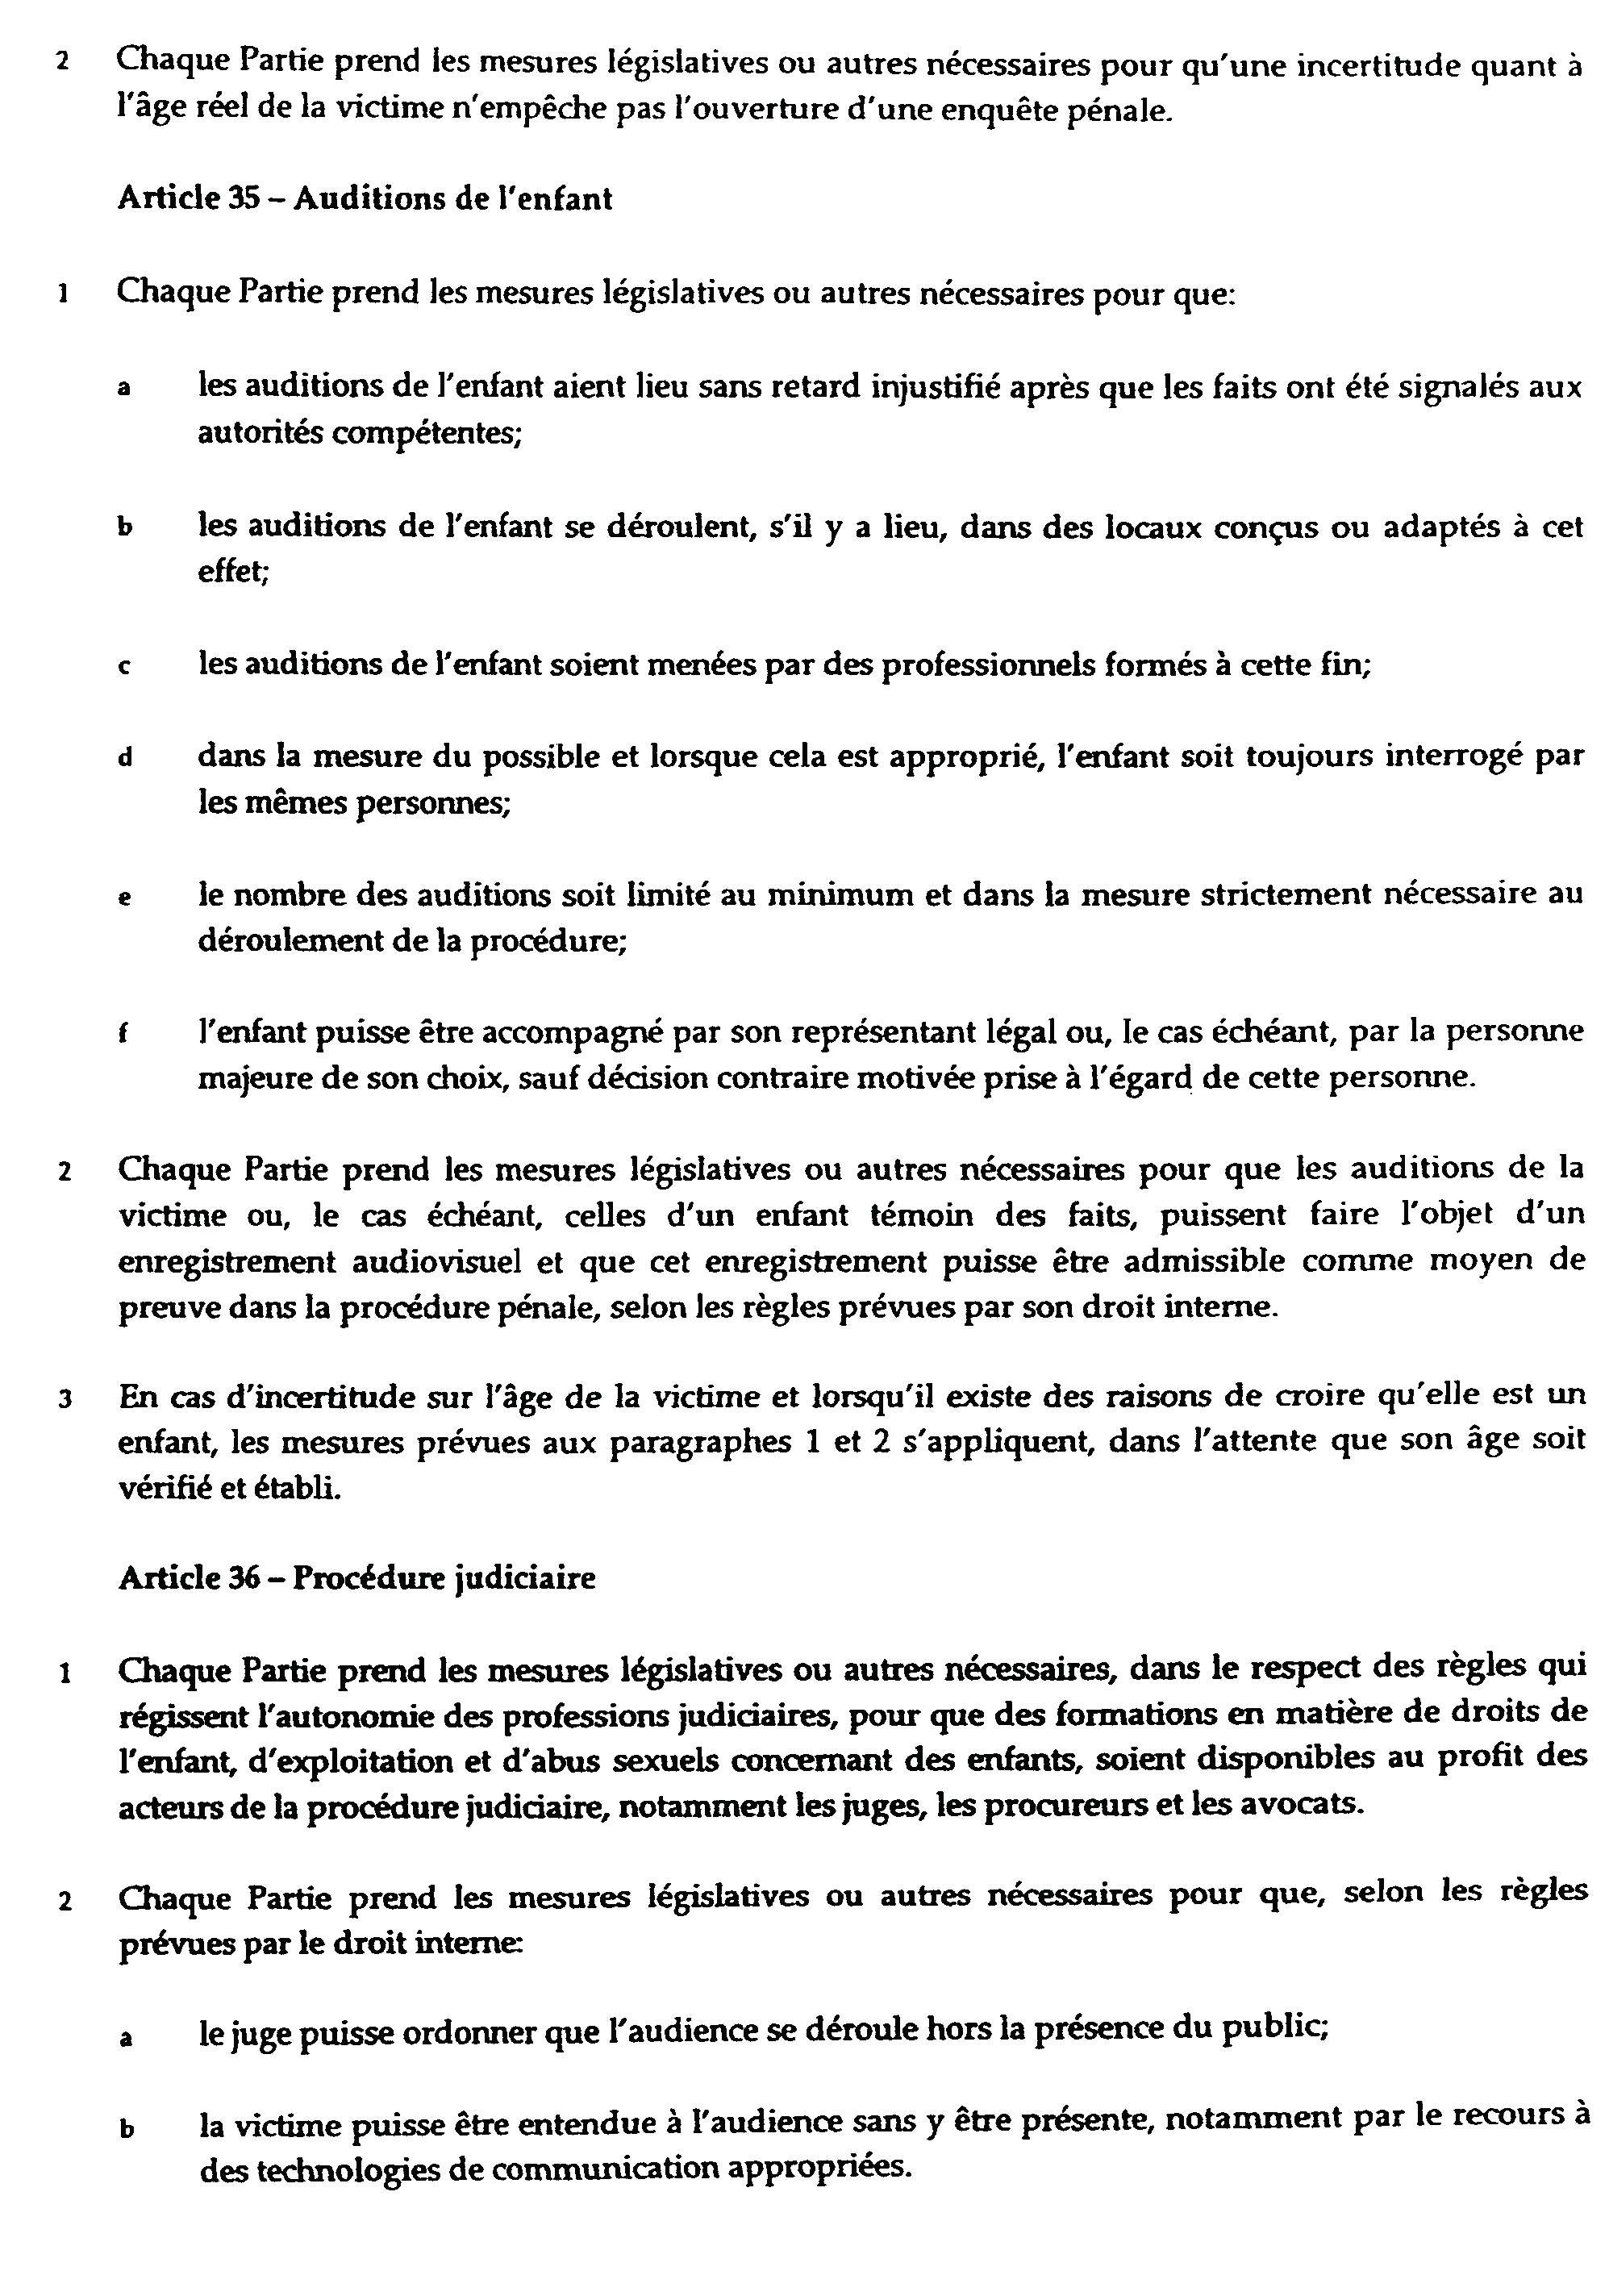 2 Chaque Partie prend les mesures législatives ou autres nécessaires pour qu'une incertitude quant à
l'âge réel de la victime n'empêche pas l'ouverture d'une enquête pénale.
Article 35 – Auditions de l'enfant
1 Chaque Partie prend les mesures législatives ou autres nécessaires pour que:
a les auditions de l'enfant aient lieu sans retard injustifié après que les faits ont été signalés aux
autorités compétentes;
b les auditions de l'enfant se déroulent, s'il y a lieu, dans des locaux conçus ou adaptés à cet
effet;
c les auditions de l'enfant soient menées par des professionnels formés à cette fin;
d dans la mesure du possible et lorsque cela est approprié, l'enfant soit toujours interrogé par
les mêmes personnes;
e le nombre des auditions soit limité au minimum et dans la mesure strictement nécessaire au
déroulement de la procédure;
f l'enfant puisse être accompagné par son représentant légal ou, le cas échéant, par la personne
majeure de son choix, sauf décision contraire motivée prise à l'égard de cette personne.
2 Chaque Partie prend les mesures législatives ou autres nécessaires pour que les auditions de la
victime ou, le cas échéant, celles d'un enfant témoin des faits, puissent faire l'objet d'un
enregistrement audiovisuel et que cet enregistrement puisse être admissible comme moyen de
preuve dans la procédure pénale, selon les règles prévues par son droit interne.
3 En cas d'incertitude sur l'âge de la victime et lorsqu'il existe des raisons de croire qu'elle est un
enfant, les mesures prévues aux paragraphes 1 et 2 s'appliquent, dans l'attente que son âge soit
vérifié et établi.
Article 36 – Procédure judiciaire
1 Chaque Partie prend les mesures législatives ou autres nécessaires, dans le respect des règles qui
régissent l'autonomie des professions judiciaires, pour que des formations en matière de droits de
l'enfant, d'exploitation et d'abus sexuels concernant des enfants, soient disponibles au profit des
acteurs de la procédure judiciaire, notamment les juges, les procureurs et les avocats.
2 Chaque Partie prend les mesures législatives ou autres nécessaires pour que, selon les règles
prévues par le droit interne:
a le juge puisse ordonner que l'audience se déroule hors la présence du public;
b la victime puisse être entendue à l'audience sans y être présente, notamment par le recours à
des technologies de communication appropriées.